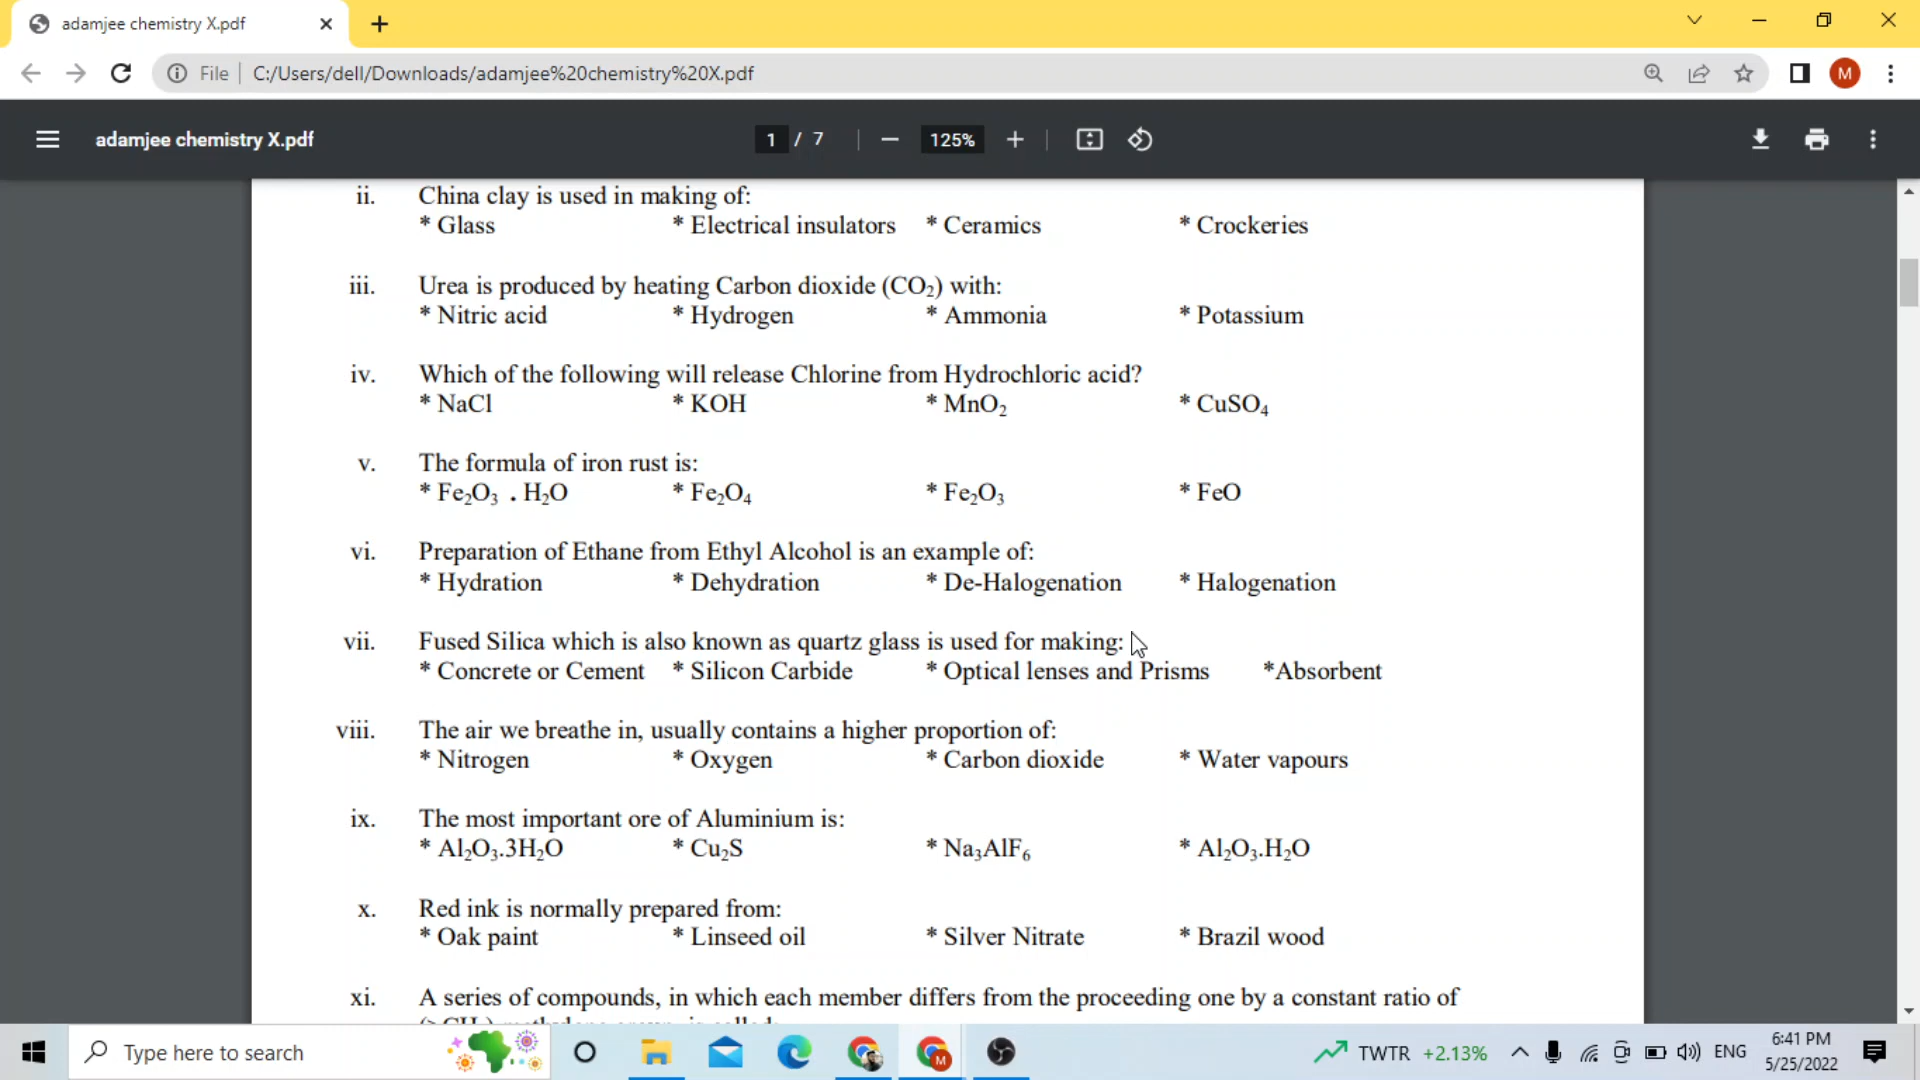 adamjee chemistry X.pdf
File
C:/Users/dell/Downloads/adamjee%20chemistry%20X.pdf
M
adamjee chemistry X.pdf
1 / 7
125%
ii. China clay is used in making of:
* Glass * Electrical insulators * Ceramics * Crockeries
iii. Urea is produced by heating Carbon dioxide (CO₂) with:
* Nitric acid * Hydrogen * Ammonia * Potassium
iv. Which of the following will release Chlorine from Hydrochloric acid?
* NaCl * KOH * MnO₂ * CuSO₄
v. The formula of iron rust is:
* Fe₂O₃ . H₂O * Fe₂O₄ * Fe₂O₃ * FeO
vi. Preparation of Ethane from Ethyl Alcohol is an example of:
* Hydration * Dehydration * De-Halogenation * Halogenation
vii. Fused Silica which is also known as quartz glass is used for making:
* Concrete or Cement * Silicon Carbide * Optical lenses and Prisms *Absorbent
viii. The air we breathe in, usually contains a higher proportion of:
* Nitrogen * Oxygen * Carbon dioxide * Water vapours
ix. The most important ore of Aluminium is:
* Al₂O₃.3H₂O * Cu₂S * Na₃AlF₆ * Al₂O₃.H₂O
x. Red ink is normally prepared from:
* Oak paint * Linseed oil * Silver Nitrate * Brazil wood
xi. A series of compounds, in which each member differs from the proceeding one by a constant ratio of
Type here to search
M
TWTR +2.13%
ENG
6:41 PM
5/25/2022